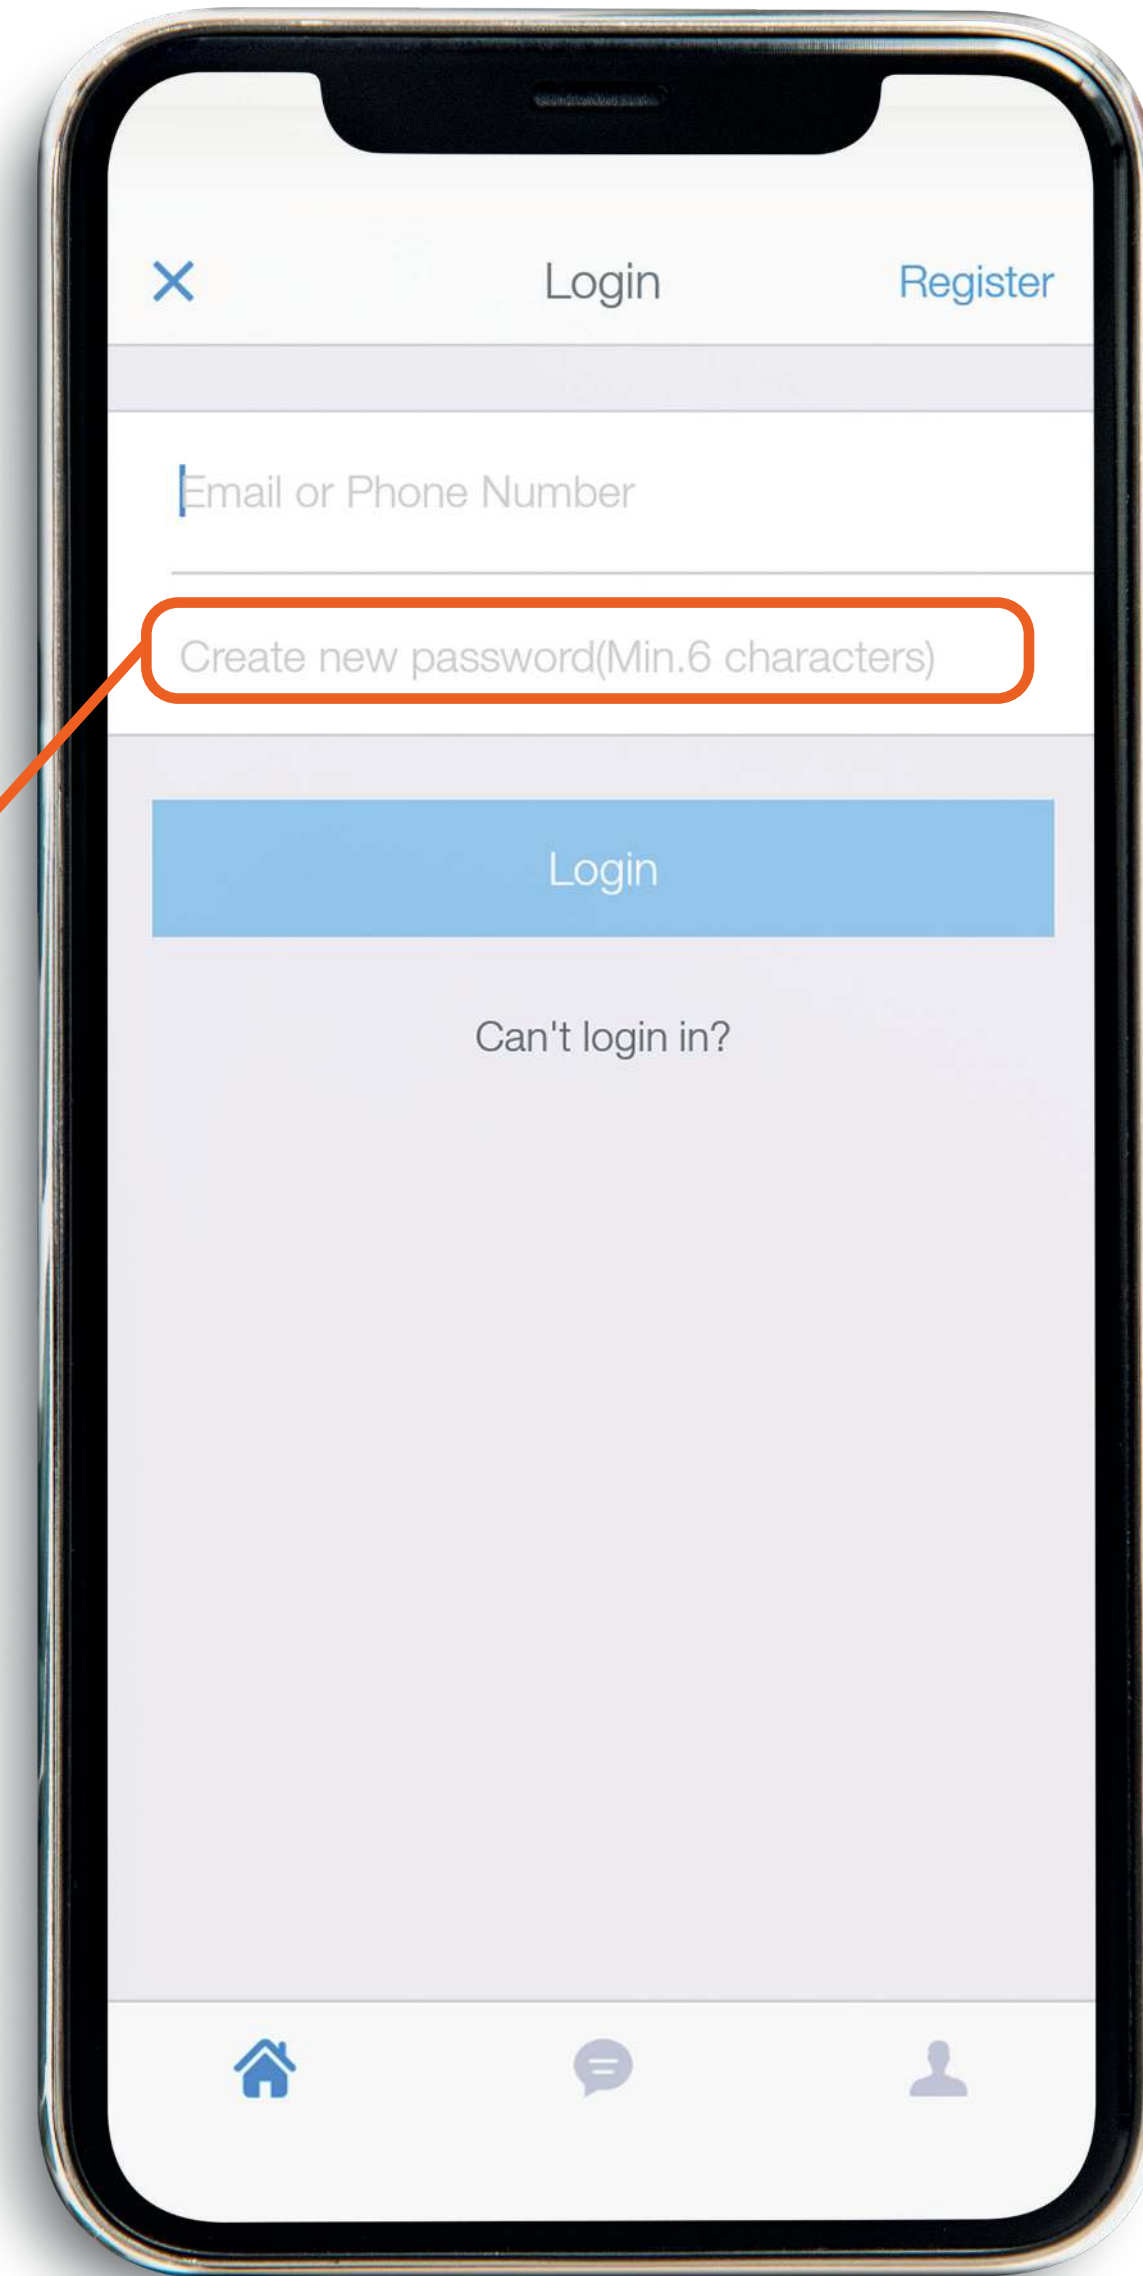 Login
Register
Email or Phone Number
Create new password(Min.6 characters)
Login
Can't login in?